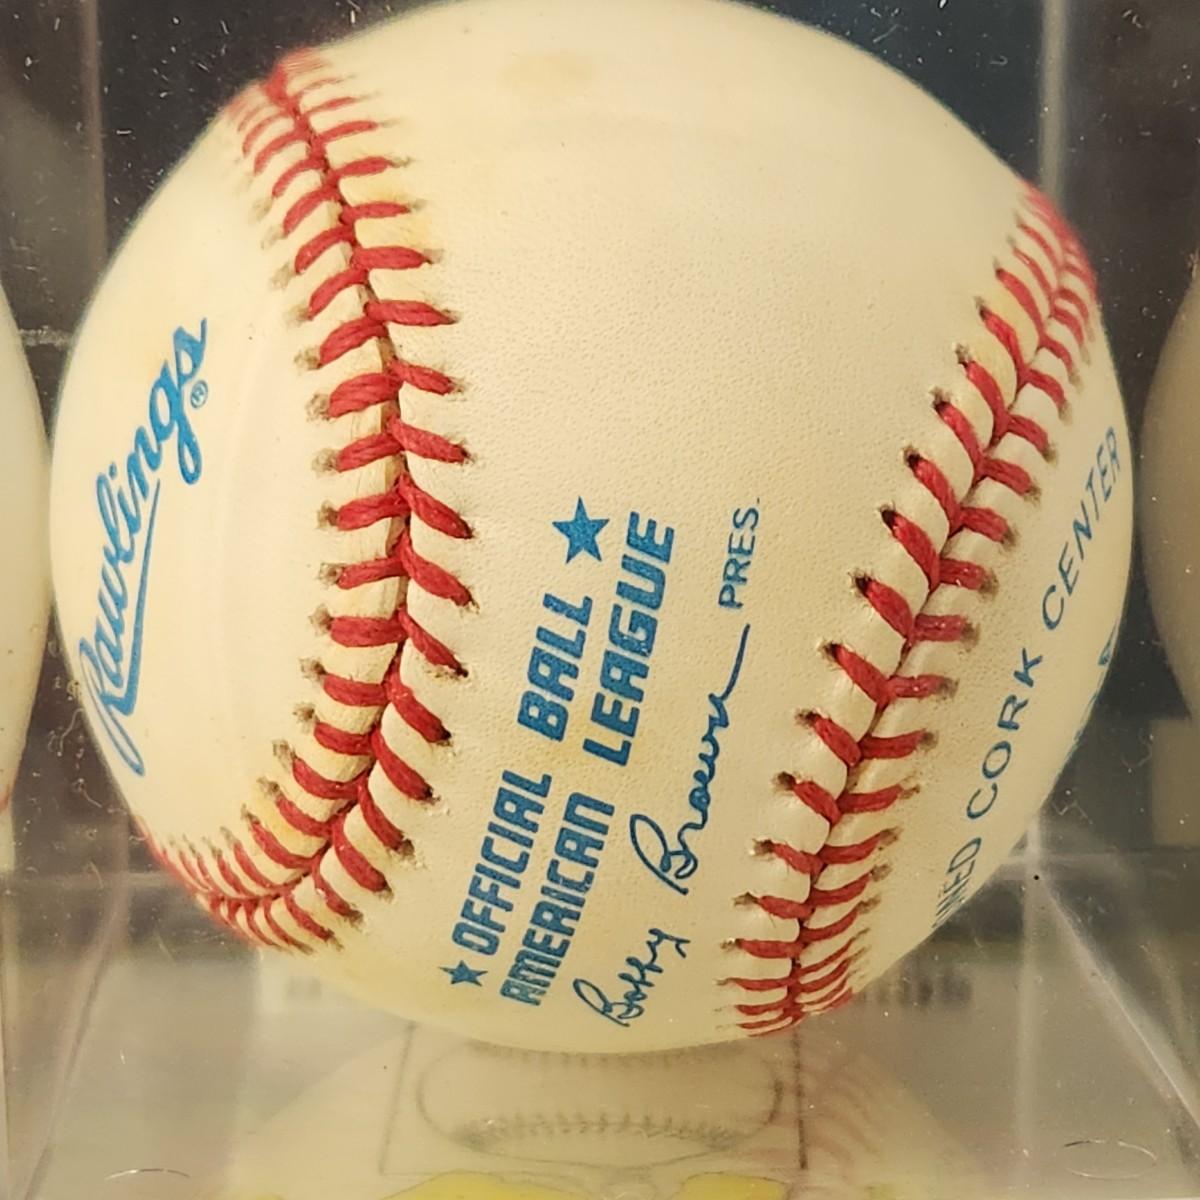 Rawlings®
★ OFFICIAL BALL ★
AMERICAN LEAGUE
Bobby Brown PRES.
CORK CENTER